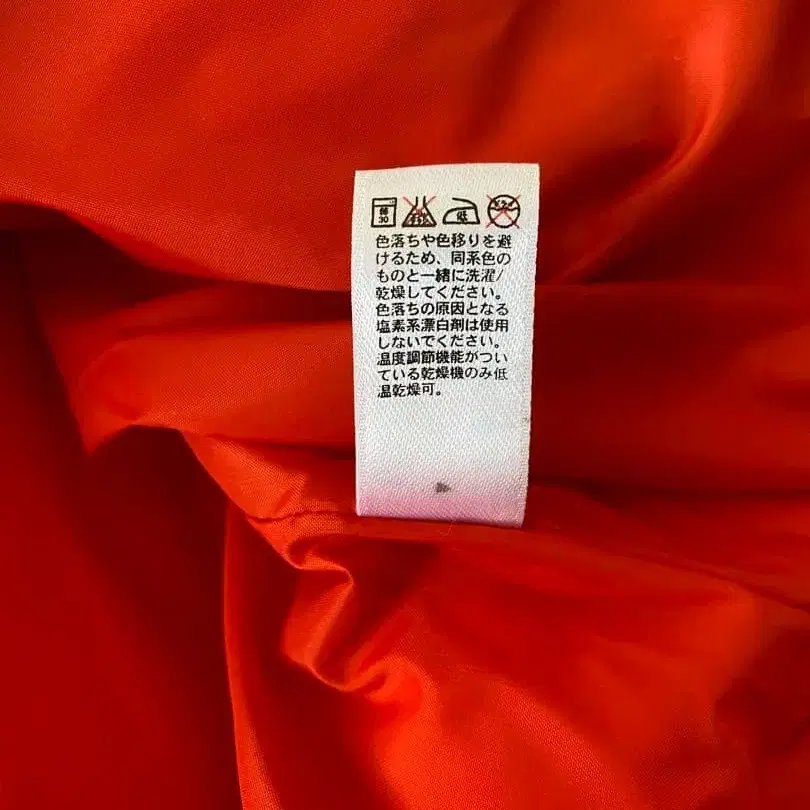 30
低
色落ちや色移りを避
けるため、同系色の
ものと一緒に洗濯/
乾燥してください。
色落ちの原因となる
塩素系漂白剤は使用
しないでください。
温度調節機能がつい
ている乾燥機のみ低
温乾燥可。